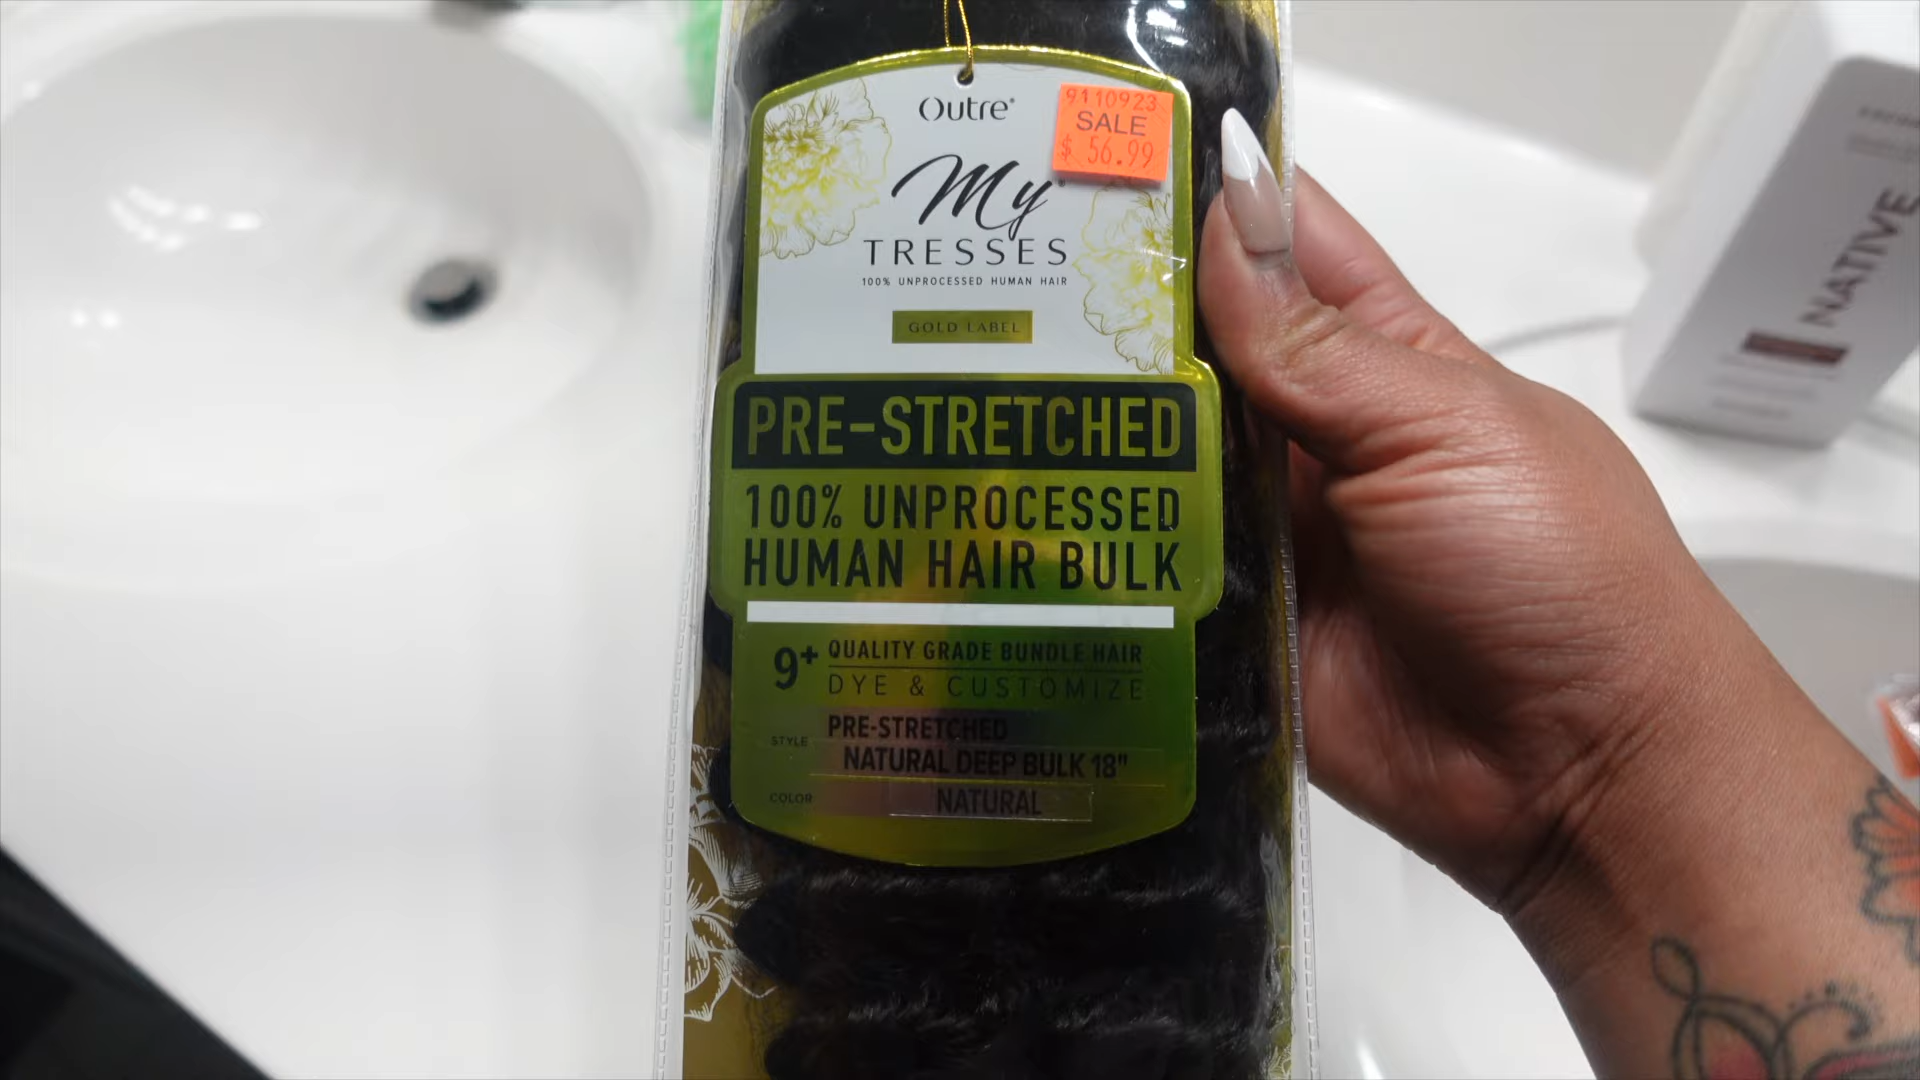 Outre®
9110923
SALE
$ 56.99
My®
TRESSES
100% UNPROCESSED HUMAN HAIR
GOLD LABEL
PRE-STRETCHED
100% UNPROCESSED
HUMAN HAIR BULK
9+ QUALITY GRADE BUNDLE HAIR
DYE & CUSTOMIZE
STYLE PRE-STRETCHED
NATURAL DEEP BULK 18"
COLOR NATURAL
NATIVE